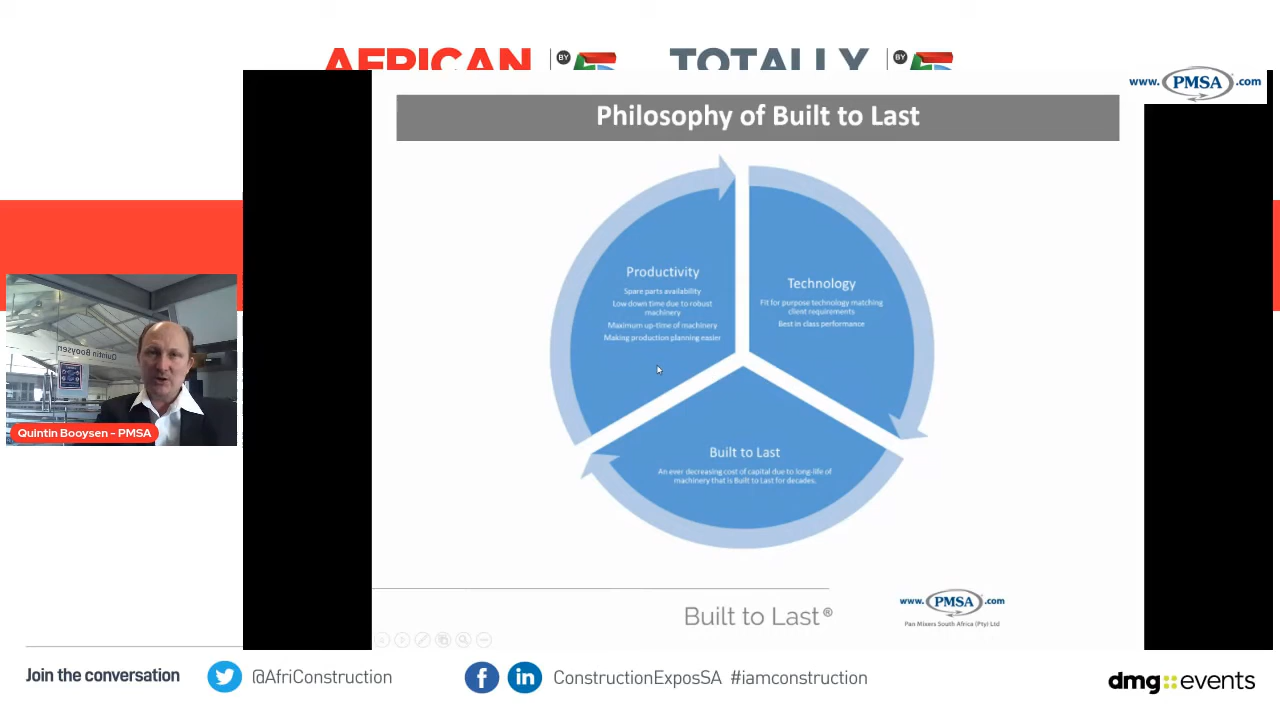 AFRICAN BY
TOTALLY BY
www. PMSA .com
Philosophy of Built to Last
Productivity
Spare parts availability
Low down time due to robust
machinery
Maximum up-time of machinery
Making production planning easier
Technology
Fit for purpose technology matching
client requirements
Best in class performance
Built to Last
An ever decreasing cost of capital due to long-life of
machinery that is Built to Last for decades.
Quintin Booysen
Quintin Booysen - PMSA
Built to Last®
www. PMSA .com
Pan Mixers South Africa (Pty) Ltd
Join the conversation
@AfriConstruction
ConstructionExposSA #iamconstruction
dmg::events